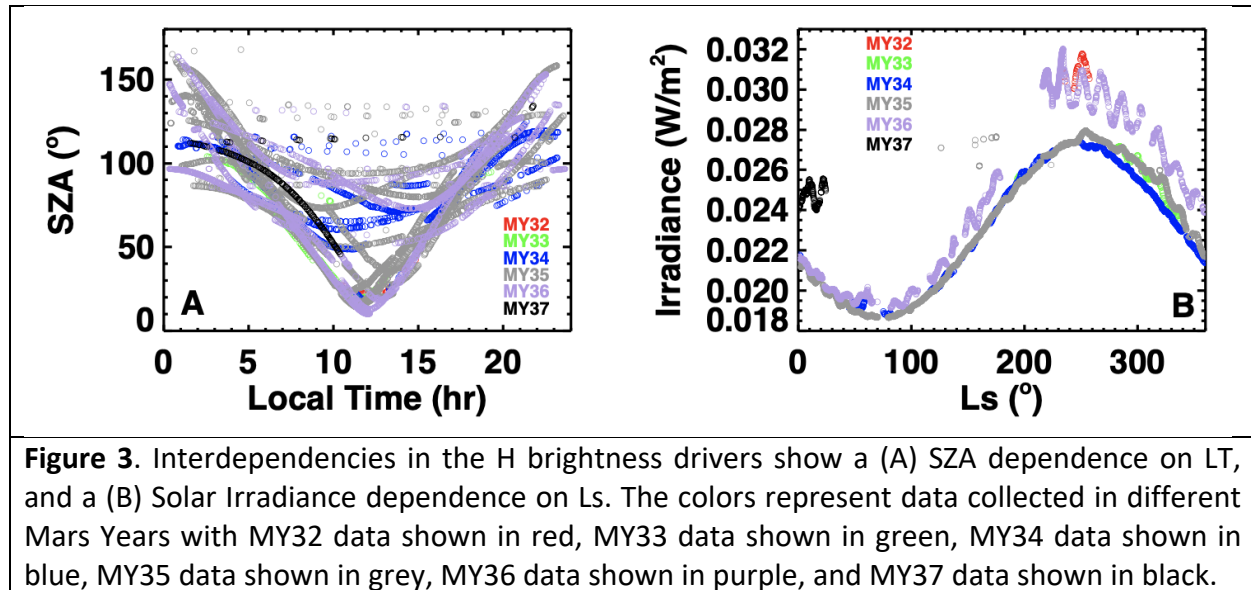 SZA (°)
150
100
50
0
A
MY32
MY33
MY34
MY35
MY36
MY37
0 5 10 15 20
Local Time (hr)
Irradiance (W/m²)
0.032
0.030
0.028
0.026
0.024
0.022
0.020
0.018
MY32
MY33
MY34
MY35
MY36
MY37
B
0 100 200 300
Ls (°)
Figure 3. Interdependencies in the H brightness drivers show a (A) SZA dependence on LT,
and a (B) Solar Irradiance dependence on Ls. The colors represent data collected in different
Mars Years with MY32 data shown in red, MY33 data shown in green, MY34 data shown in
blue, MY35 data shown in grey, MY36 data shown in purple, and MY37 data shown in black.